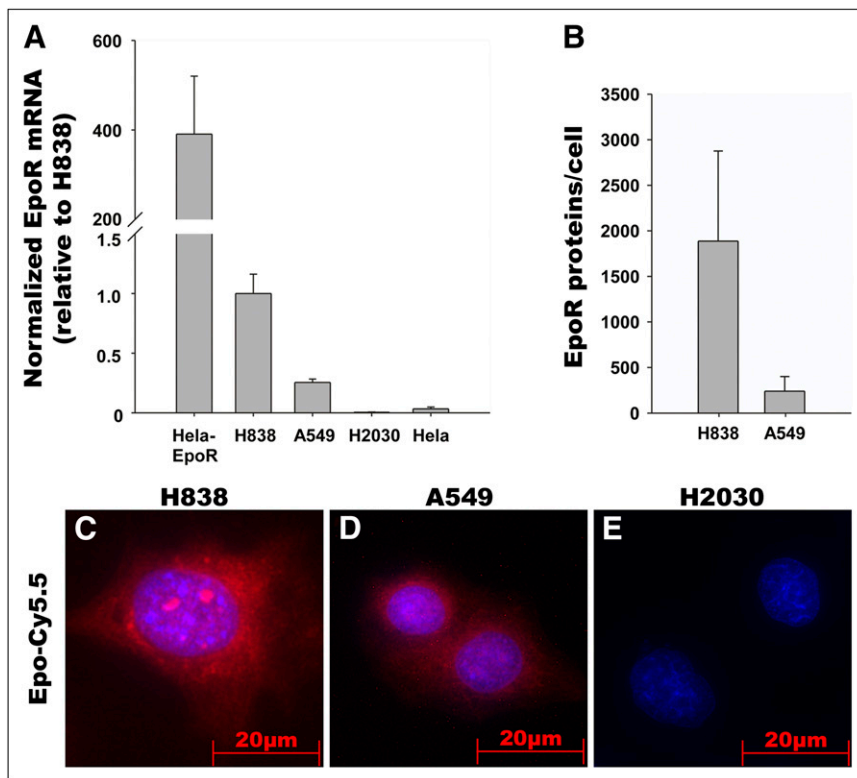 A
Normalized EpoR mRNA
(relative to H838)
600
400
200
1.5
1.0
0.5
0
Hela-
EpoR
H838
A549
H2030
Hela
B
EpoR proteins/cell
3500
3000
2500
2000
1500
1000
500
0
H838
A549
H838
A549
H2030
Epo-Cy5.5
C
D
E
20µm
20µm
20µm